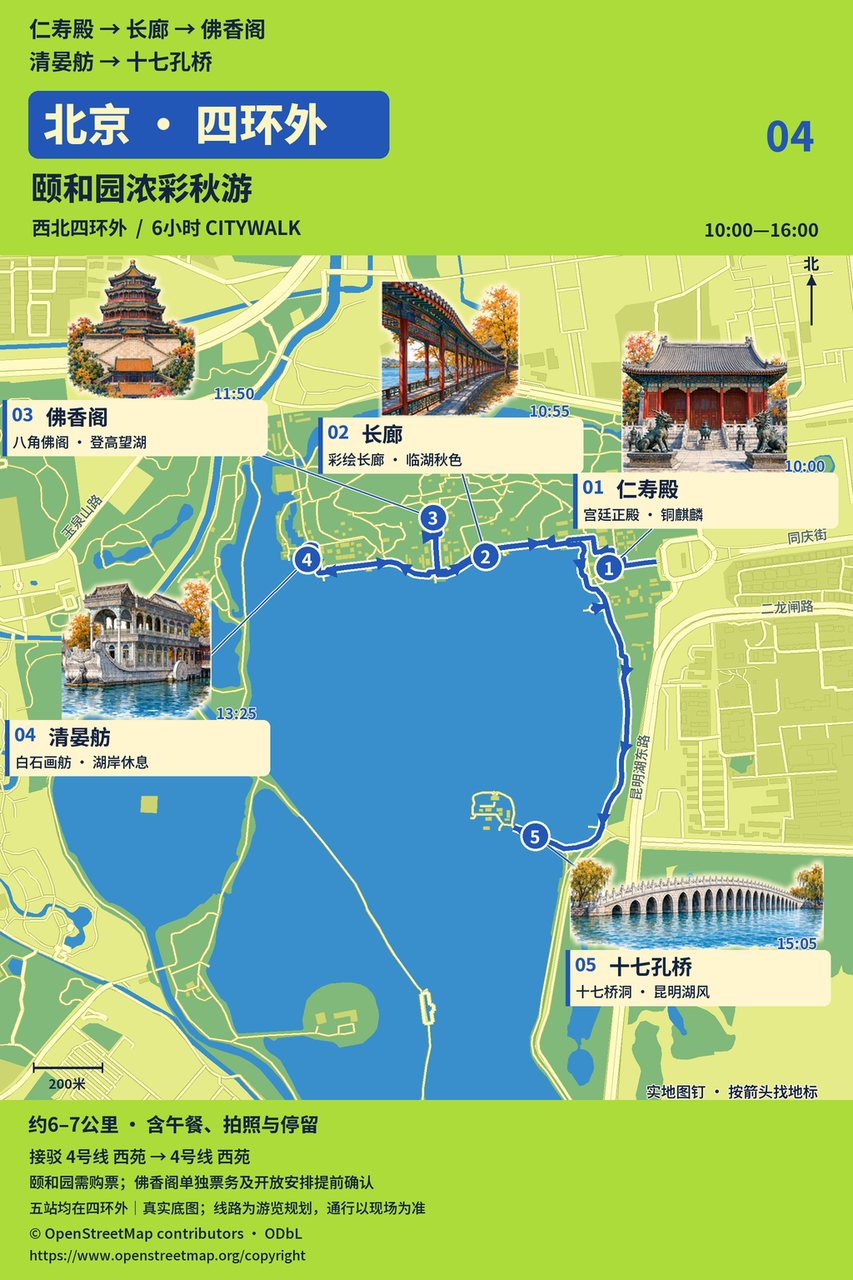 仁寿殿 → 长廊 → 佛香阁
清晏舫 → 十七孔桥
北京 · 四环外
04
颐和园浓彩秋游
西北四环外 / 6小时 CITYWALK
10:00—16:00
北
11:50
03 佛香阁
八角佛阁 · 登高望湖
10:55
02 长廊
彩绘长廊 · 临湖秋色
10:00
01 仁寿殿
宫廷正殿 · 铜麒麟
玉泉山路
同庆街
二龙闸路
昆明湖东路
3
2
4
1
5
13:25
04 清晏舫
白石画舫 · 湖岸休息
15:05
05 十七孔桥
十七桥洞 · 昆明湖风
200米
实地图钉 · 按箭头找地标
约6–7公里 · 含午餐、拍照与停留
接驳 4号线 西苑 → 4号线 西苑
颐和园需购票；佛香阁单独票务及开放安排提前确认
五站均在四环外｜真实底图；线路为游览规划，通行以现场为准
© OpenStreetMap contributors · ODbL
https://www.openstreetmap.org/copyright